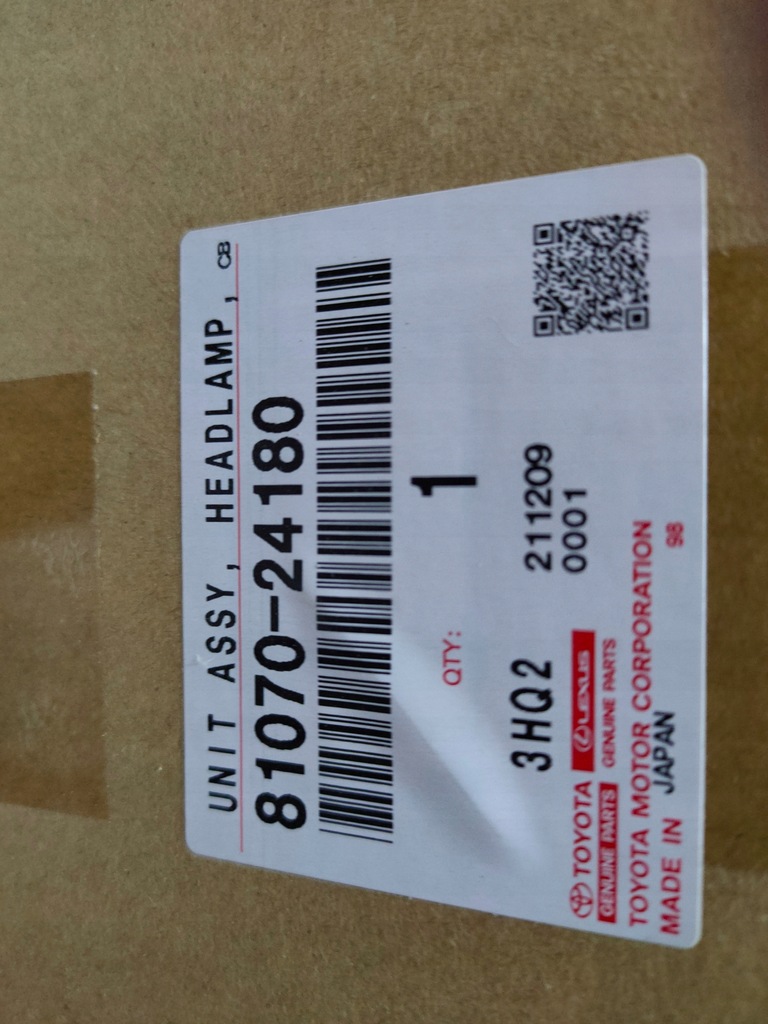 UNIT ASSY, HEADLAMP, CB
81070-24180
QTY: 1
3HQ2 211209
0001
TOYOTA LEXUS
GENUINE PARTS GENUINE PARTS
TOYOTA MOTOR CORPORATION
MADE IN JAPAN 98